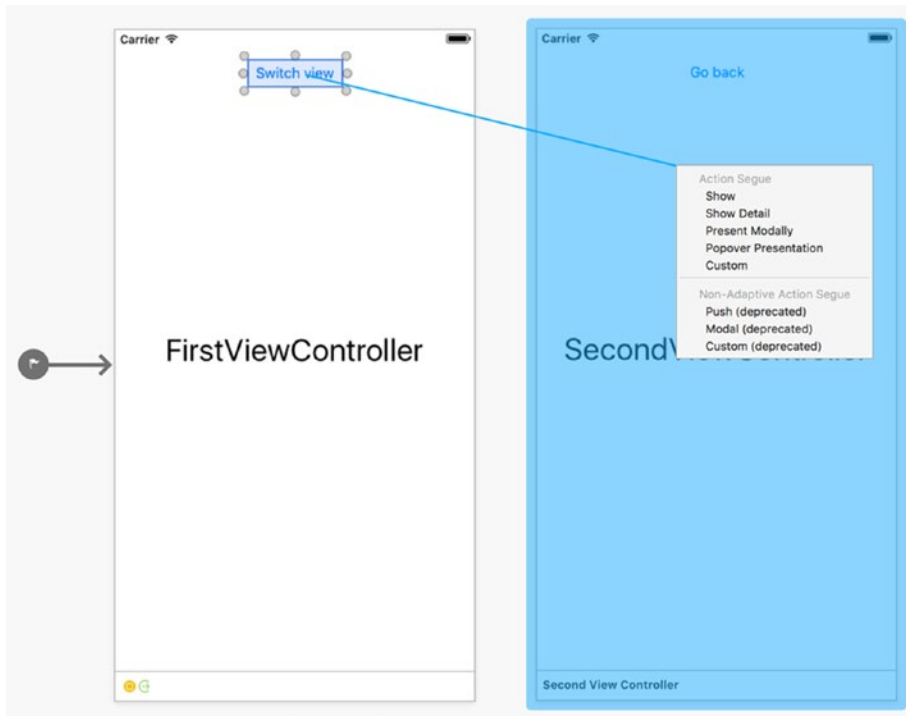 Carrier
Switch view
FirstViewController
Carrier
Go back
Action Segue
Show
Show Detail
Present Modally
Popover Presentation
Custom
Non-Adaptive Action Segue
Push (deprecated)
Modal (deprecated)
Custom (deprecated)
Second View Controller